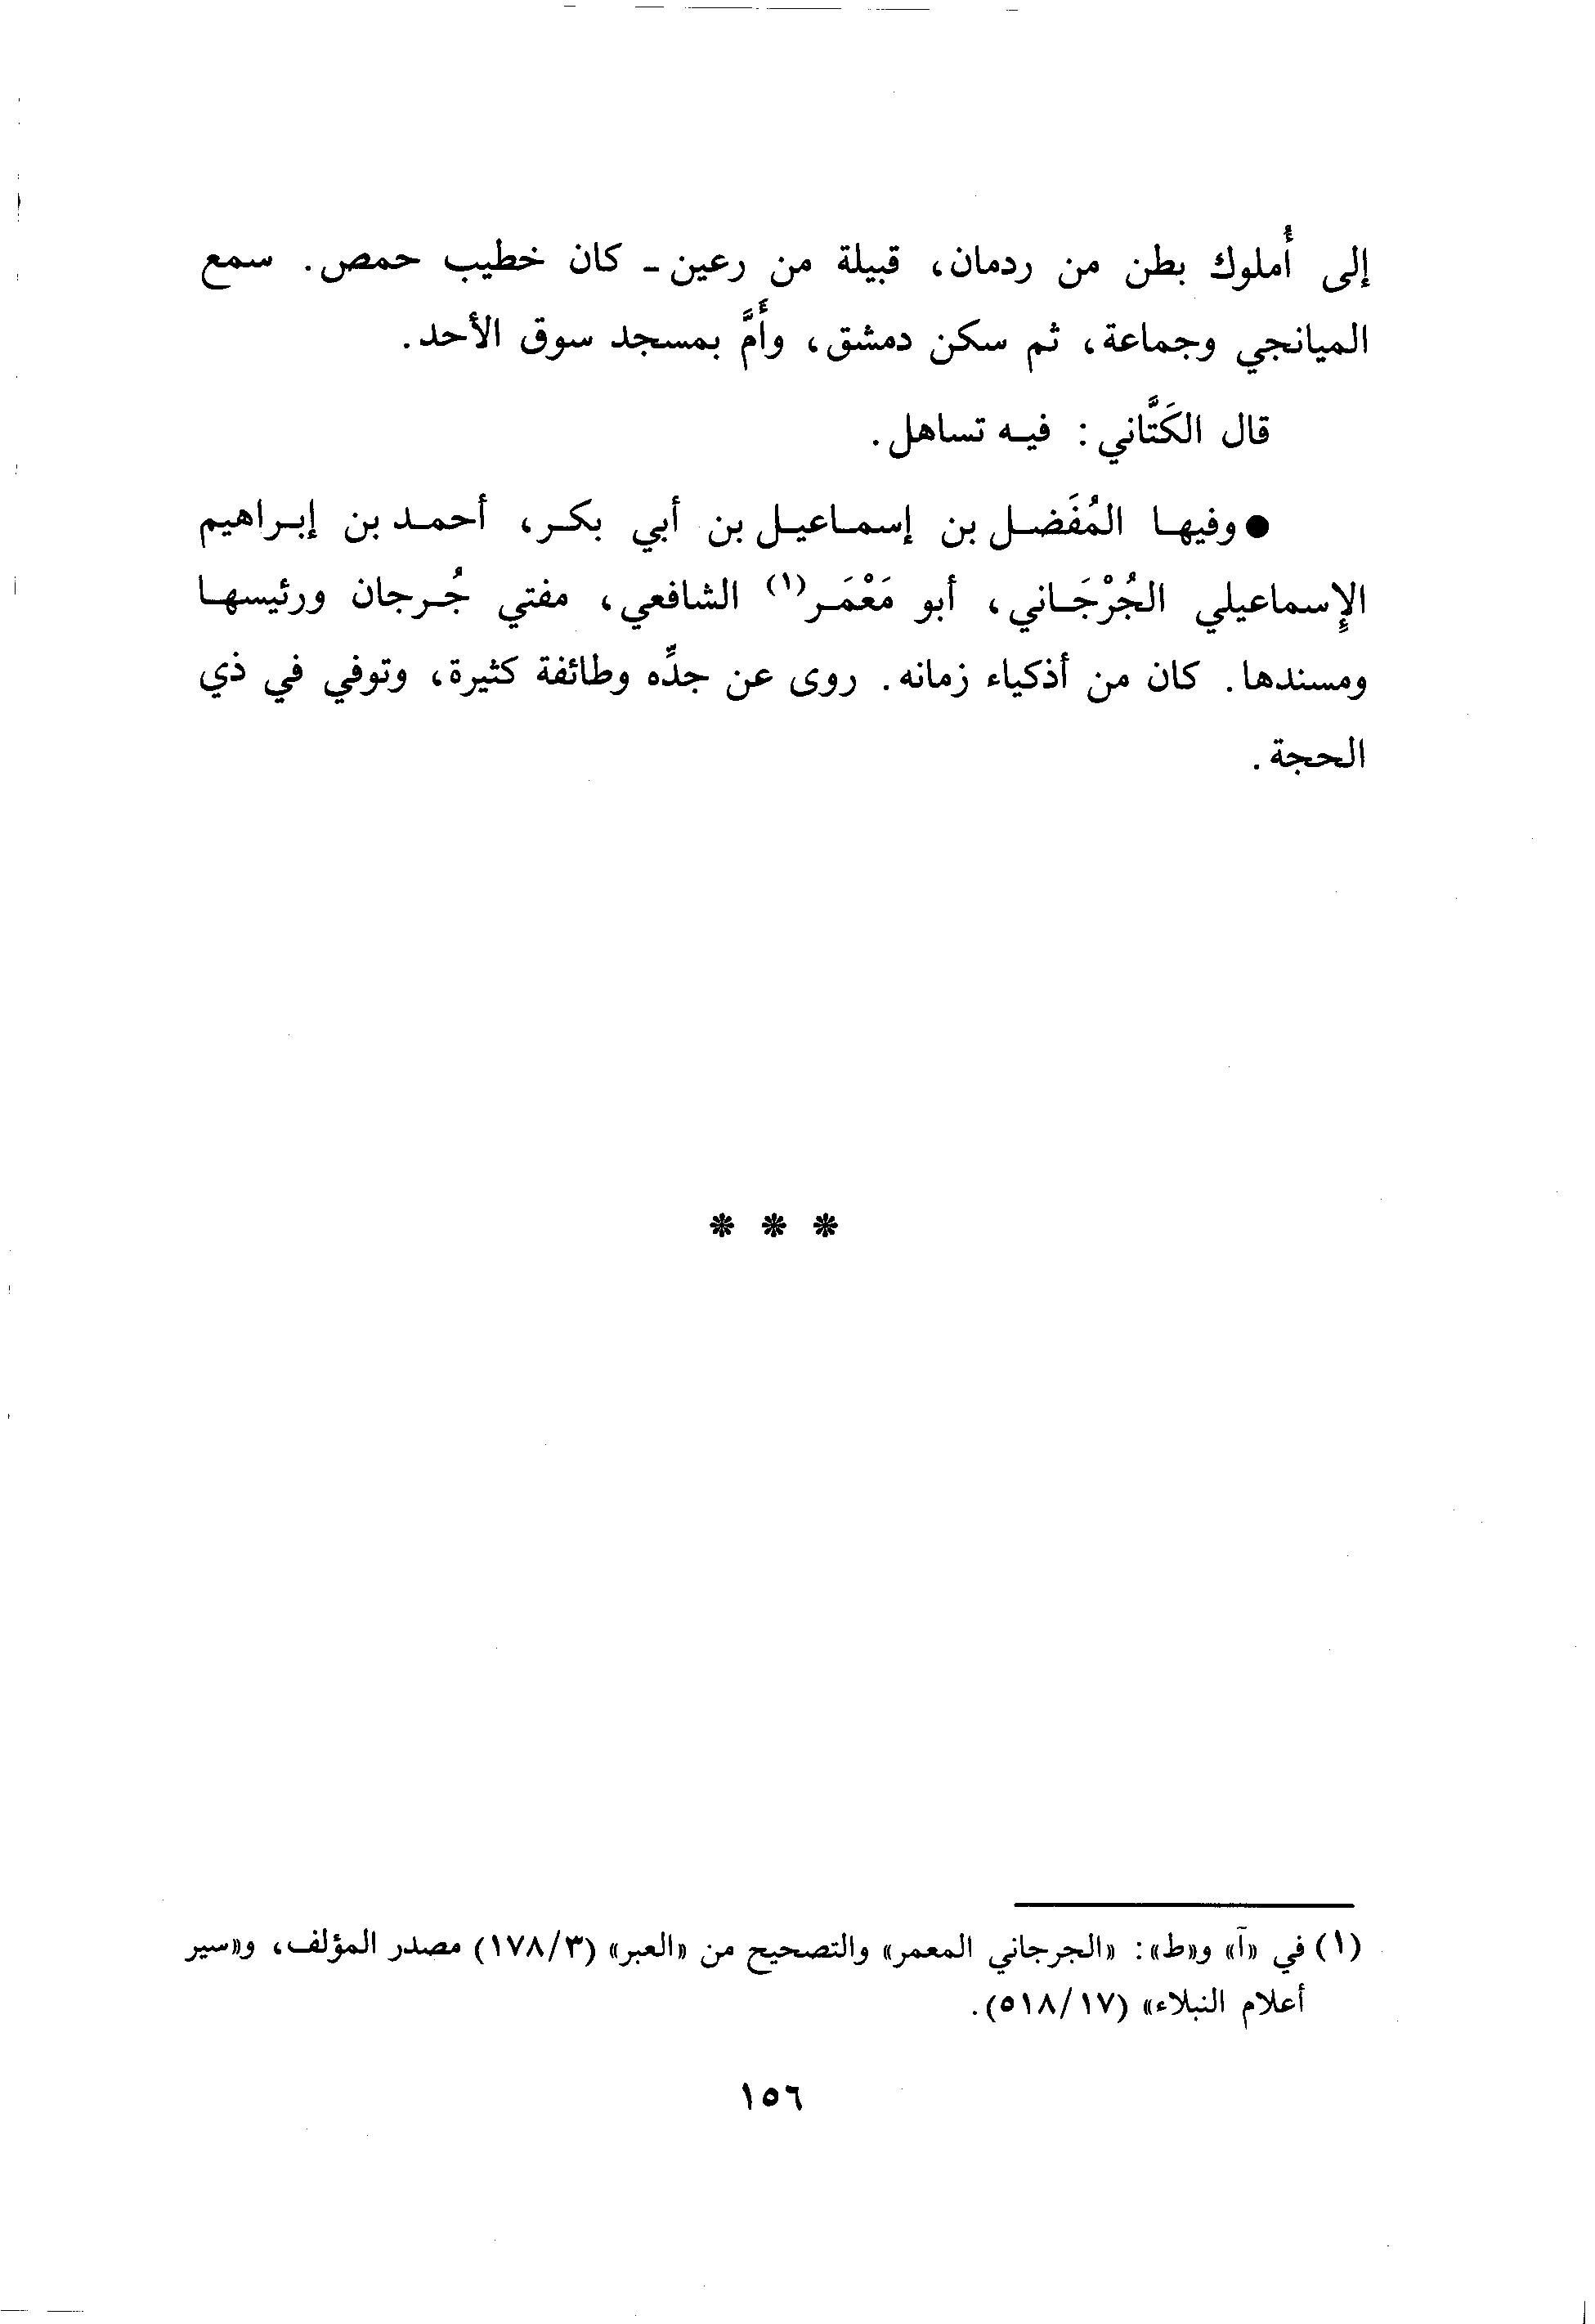 إلى أُملوك بطن من ردمان، قبيلة من رعين - كان خطيب حمص. سمع
الميانجي وجماعة، ثم سكن دمشق، وأَمَّ بمسجد سوق الأحد.
قال الكَتَّاني: فيه تساهل.
● وفيها المُفَضل بن إسماعيل بن أبي بكر، أحمد بن إبراهيم
الإسماعيلي الجُرْجَاني، أبو مَعْمَر(١) الشافعي، مفتي جُرجان ورئيسها
ومسندها. كان من أذكياء زمانه. روى عن جدِّه وطائفة كثيرة، وتوفي في ذي
الحجة.
* * *
(١) في «آ» و«ط»: «الجرجاني المعمر» والتصحيح من «العبر» (٣/١٧٨) مصدر المؤلف، و«سير
أعلام النبلاء» (١٧/٥١٨).
١٥٦